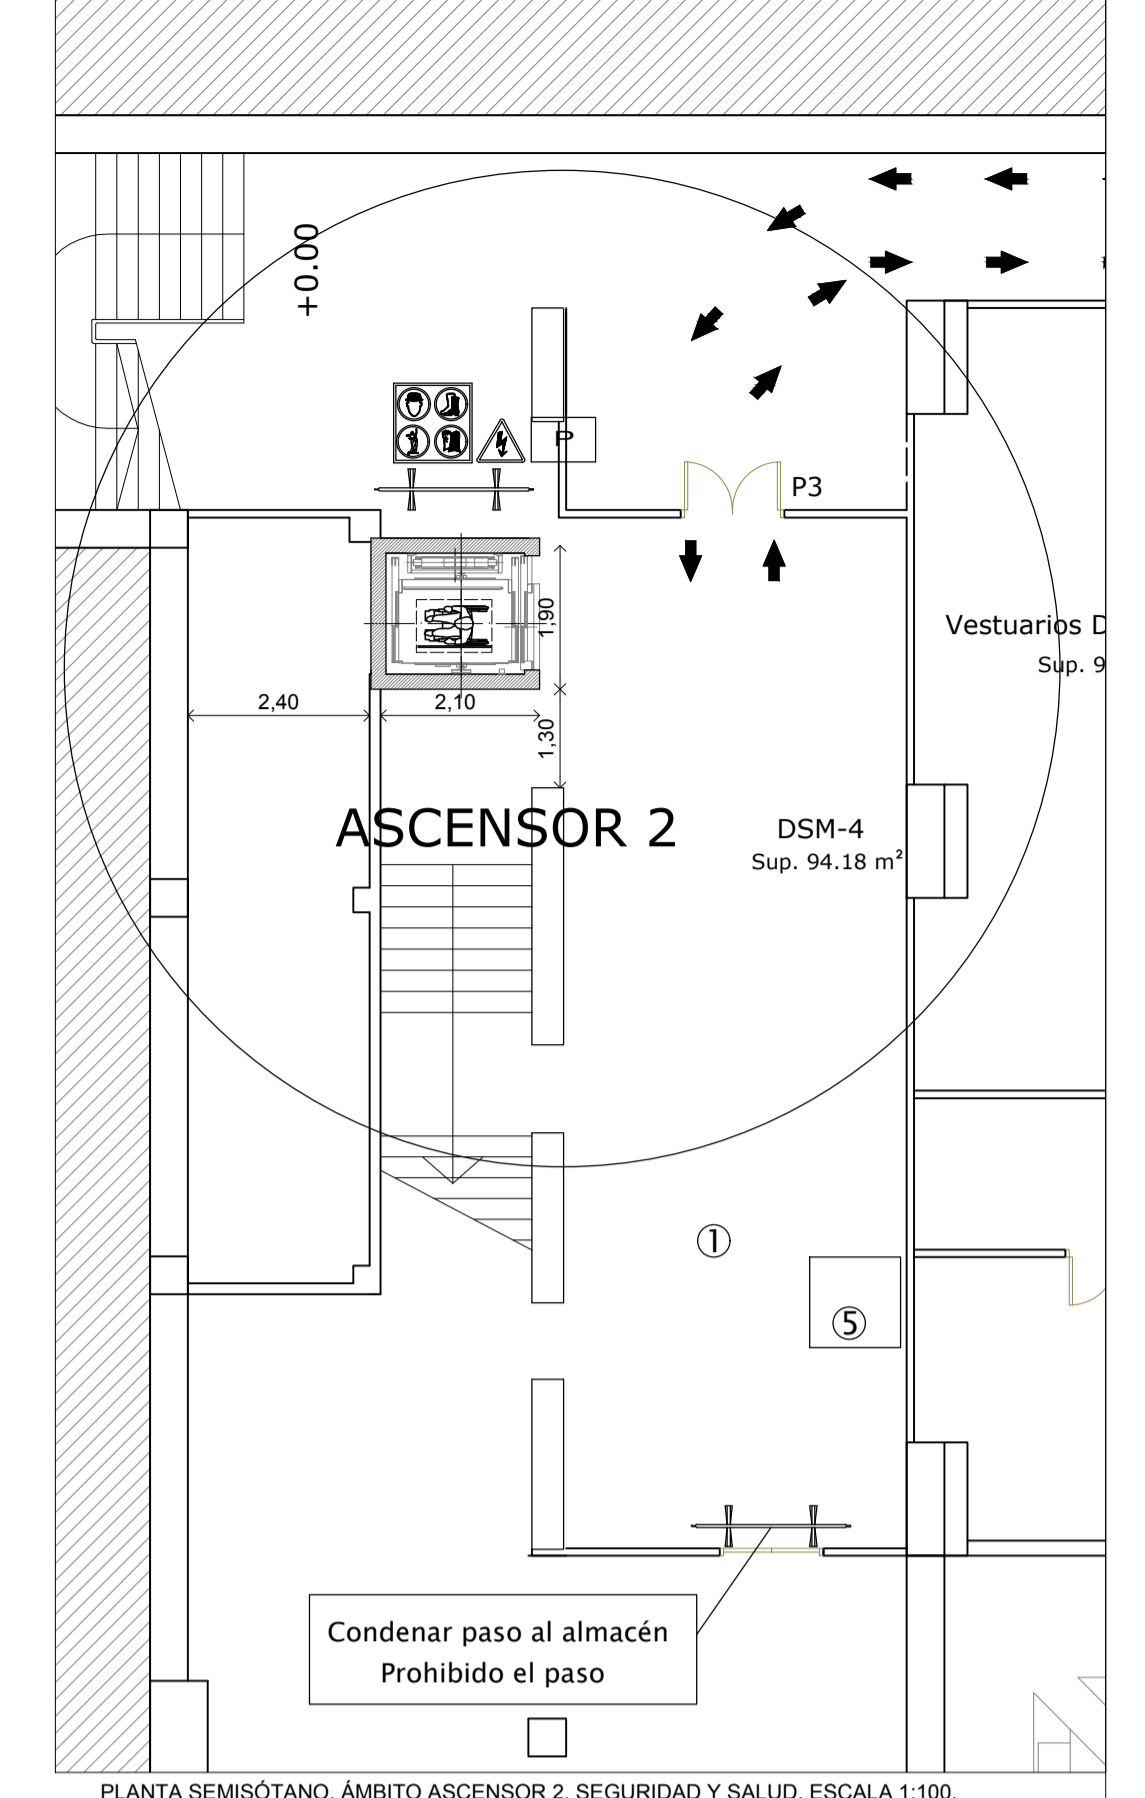 +0.00
P
P3
1,90
Vestuarios D
Sup. 9
2,40
2,10
1,30
ASCENSOR 2
DSM-4
Sup. 94.18 m²
①
⑤
Condenar paso al almacén
Prohibido el paso
PLANTA SEMISÓTANO. ÁMBITO ASCENSOR 2. SEGURIDAD Y SALUD. ESCALA 1:100.